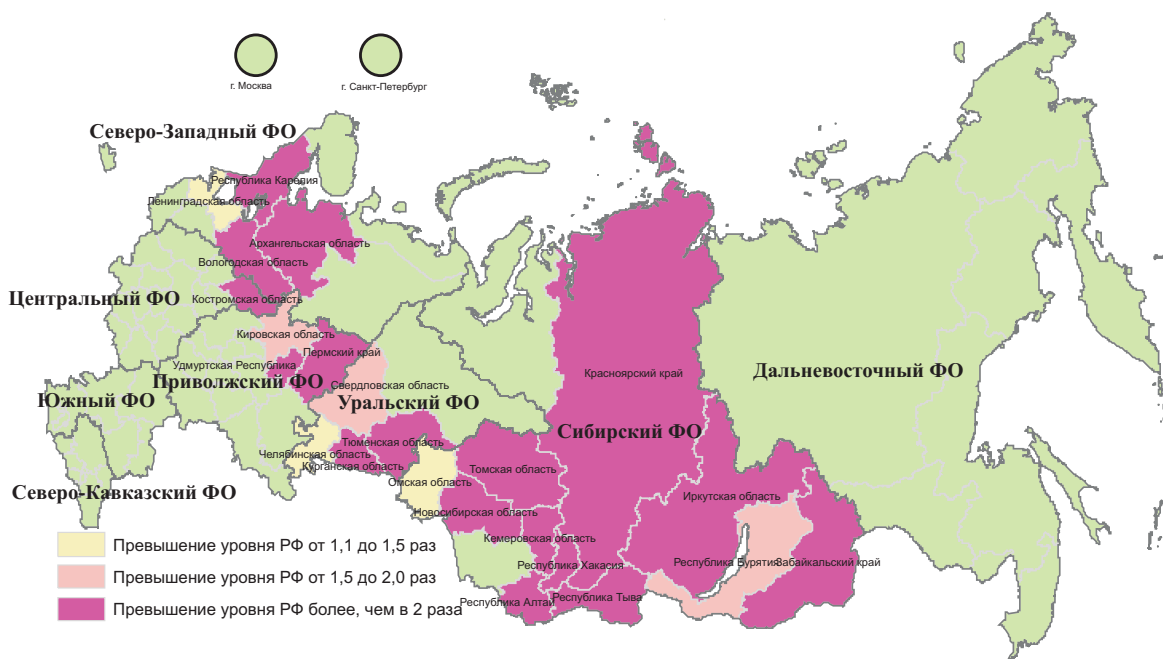 г. Москва
г. Санкт-Петербург
Северо-Западный ФО
Республика Карелия
Ленинградская область
Архангельская область
Вологодская область
Центральный ФО
Костромская область
Кировская область
Пермский край
Удмуртская Республика
Приволжский ФО
Свердловская область
Красноярский край
Дальневосточный ФО
Южный ФО
Уральский ФО
Сибирский ФО
Тюменская область
Челябинская область
Курганская область
Томская область
Омская область
Северо-Кавказский ФО
Иркутская область
Новосибирская область
Кемеровская область
Республика Хакасия
Республика Бурятия
Забайкальский край
Республика Алтай
Республика Тыва
Превышение уровня РФ от 1,1 до 1,5 раз
Превышение уровня РФ от 1,5 до 2,0 раз
Превышение уровня РФ более, чем в 2 раза